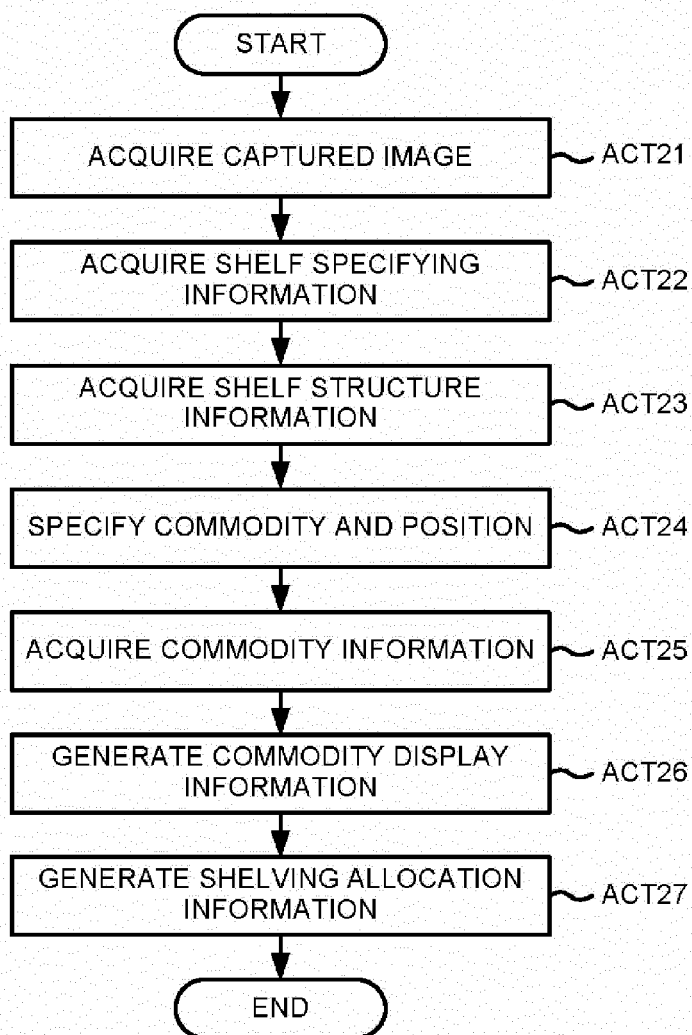 START
ACQUIRE CAPTURED IMAGE
ACT21
ACQUIRE SHELF SPECIFYING
INFORMATION
ACT22
ACQUIRE SHELF STRUCTURE
INFORMATION
ACT23
SPECIFY COMMODITY AND POSITION
ACT24
ACQUIRE COMMODITY INFORMATION
ACT25
GENERATE COMMODITY DISPLAY
INFORMATION
ACT26
GENERATE SHELVING ALLOCATION
INFORMATION
ACT27
END